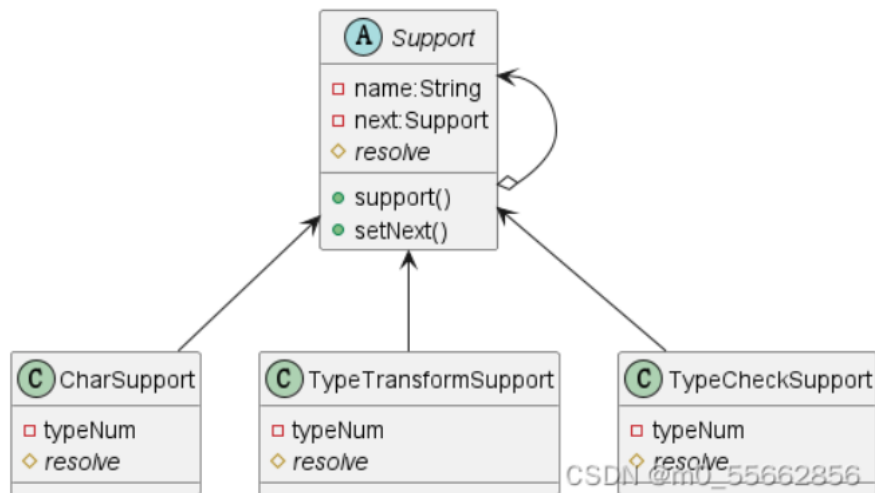 A Support
name:String
next:Support
resolve
support()
setNext()
C CharSupport
typeNum
resolve
C TypeTransformSupport
typeNum
resolve
C TypeCheckSupport
typeNum
resolve
CSDN @m0_55662856